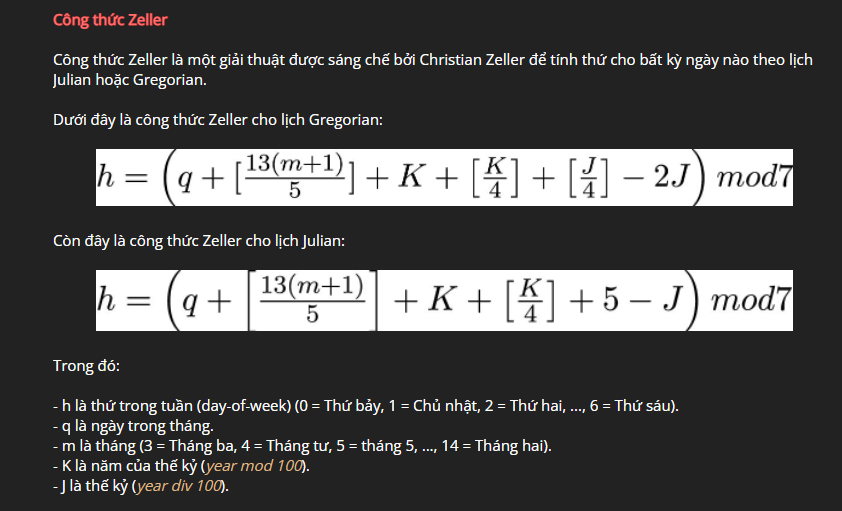 Công thức Zeller
Công thức Zeller là một giải thuật được sáng chế bởi Christian Zeller để tính thứ cho bất kỳ ngày nào theo lịch
Julian hoặc Gregorian.
Dưới đây là công thức Zeller cho lịch Gregorian:
h = (q + [13(m+1)/5] + K + [K/4] + [J/4] − 2J) mod7
Còn đây là công thức Zeller cho lịch Julian:
h = (q + [13(m+1)/5] + K + [K/4] + 5 − J) mod7
Trong đó:
- h là thứ trong tuần (day-of-week) (0 = Thứ bảy, 1 = Chủ nhật, 2 = Thứ hai, ..., 6 = Thứ sáu).
- q là ngày trong tháng.
- m là tháng (3 = Tháng ba, 4 = Tháng tư, 5 = tháng 5, ..., 14 = Tháng hai).
- K là năm của thế kỷ (year mod 100).
- J là thế kỷ (year div 100).